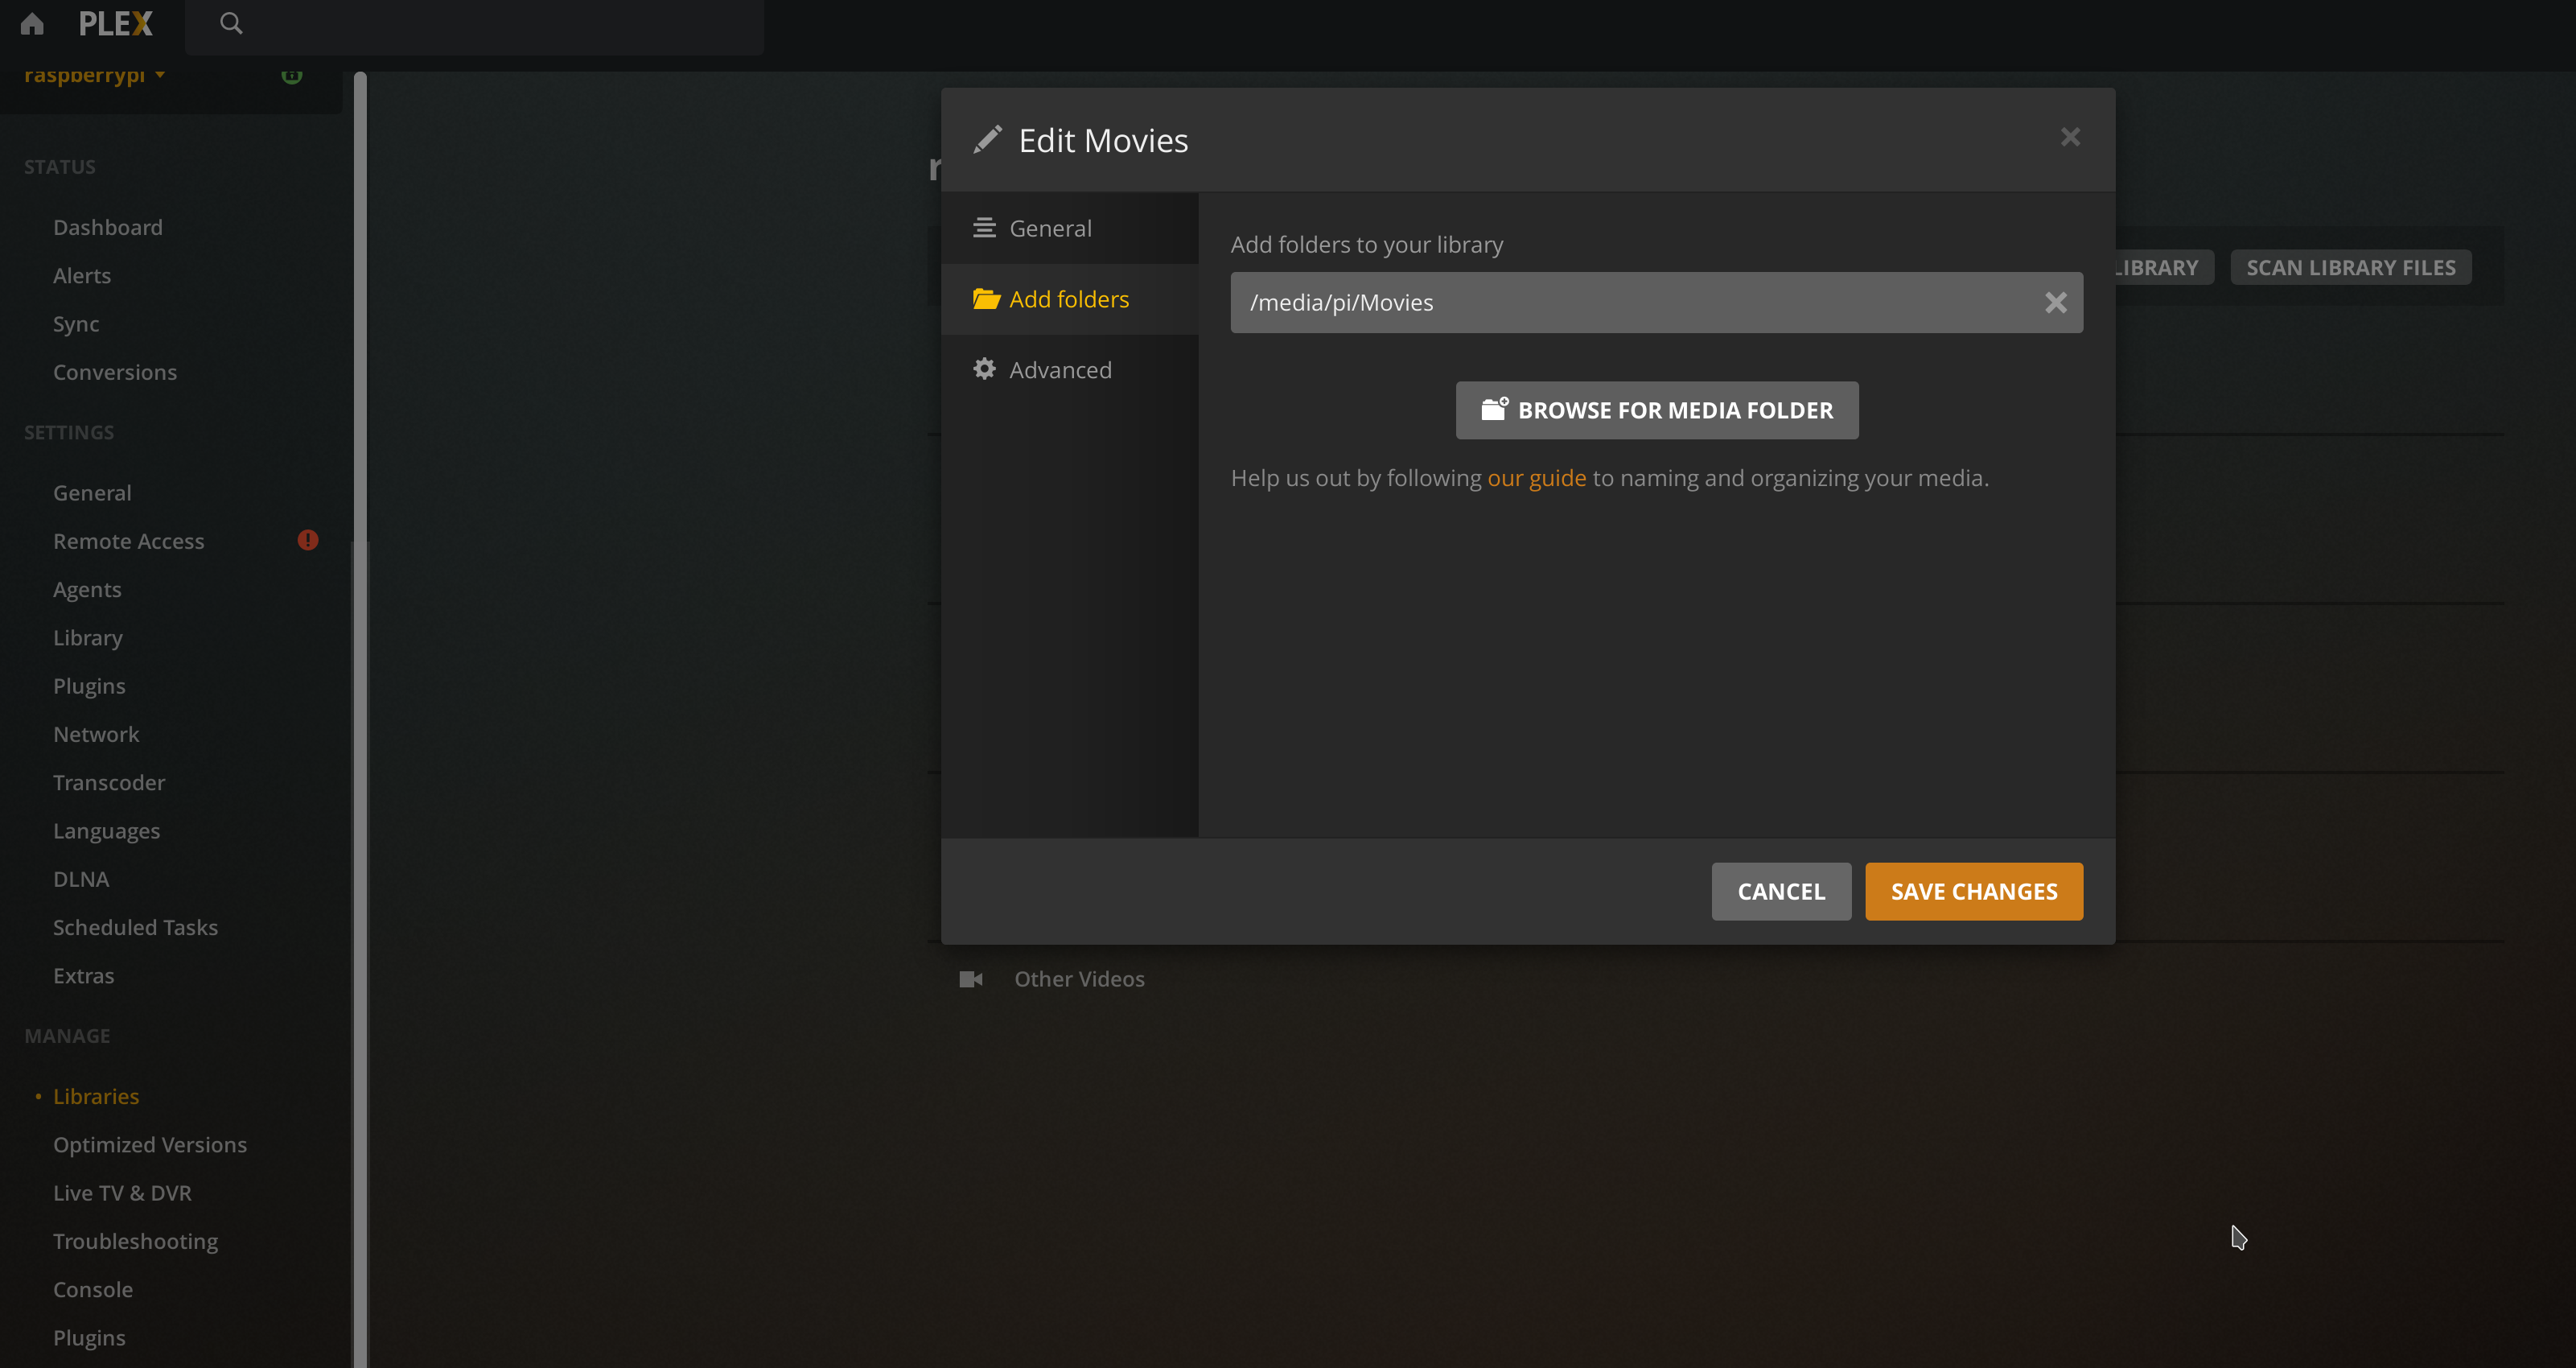 PLEX
raspberrypi
STATUS
Dashboard
Alerts
Sync
Conversions
SETTINGS
General
Remote Access
Agents
Library
Plugins
Network
Transcoder
Languages
DLNA
Scheduled Tasks
Extras
MANAGE
Libraries
Optimized Versions
Live TV & DVR
Troubleshooting
Console
Plugins
r
LIBRARY
SCAN LIBRARY FILES
Edit Movies
General
Add folders
Advanced
Add folders to your library
/media/pi/Movies
BROWSE FOR MEDIA FOLDER
Help us out by following our guide to naming and organizing your media.
CANCEL
SAVE CHANGES
Other Videos